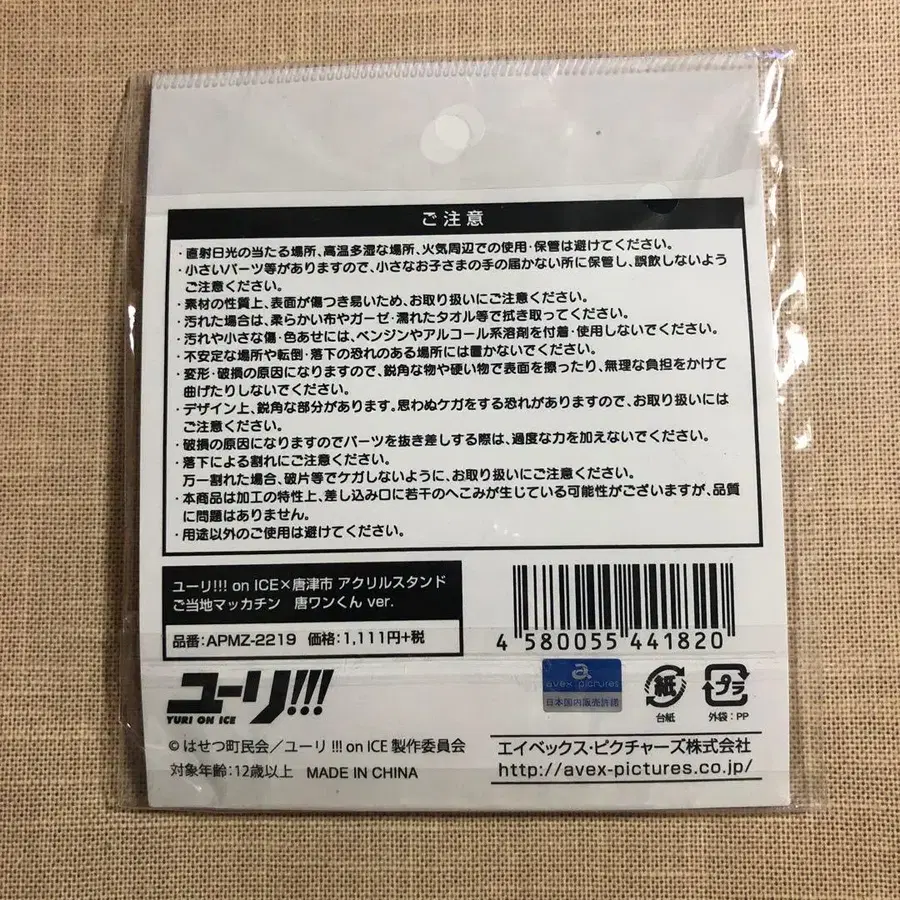 ご注意
・直射日光の当たる場所、高温多湿な場所、火気周辺での使用・保管は避けてください。
・小さいパーツ等がありますので、小さなお子さまの手の届かない所に保管し、誤飲しないよう
ご注意ください。
・素材の性質上、表面が傷つき易いため、お取り扱いにご注意ください。
・汚れた場合は、柔らかい布やガーゼ・濡れたタオル等で拭き取ってください。
・汚れや小さな傷・色あせには、ベンジンやアルコール系溶剤を付着・使用しないでください。
・不安定な場所や転倒・落下の恐れのある場所には置かないでください。
・変形・破損の原因になりますので、鋭角な物や硬い物で表面を擦ったり、無理な負担をかけて
曲げたりしないでください。
・デザイン上、鋭角な部分があります。思わぬケガをする恐れがありますので、お取り扱いには
ご注意ください。
・破損の原因になりますのでパーツを抜き差しする際は、過度な力を加えないでください。
・落下による割れにご注意ください。
万一割れた場合、破片等でケガしないように、お取り扱いにご注意ください。
・本商品は加工の特性上、差し込み口に若干のへこみが生じている可能性がございますが、品質
に問題はありません。
・用途以外のご使用は避けてください。
ユーリ!!! on ICE×唐津市 アクリルスタンド
ご当地マッカチン 唐ワンくん ver.
品番:APMZ-2219 価格:1,111円+税
4 580055 441820
ユーリ!!!
YURI ON ICE
a
avex pictures
日本国内販売許諾
紙
台紙
プラ
外袋:PP
© はせつ町民会/ユーリ!!! on ICE 製作委員会
対象年齢:12歳以上 MADE IN CHINA
エイベックス・ピクチャーズ株式会社
http://avex-pictures.co.jp/